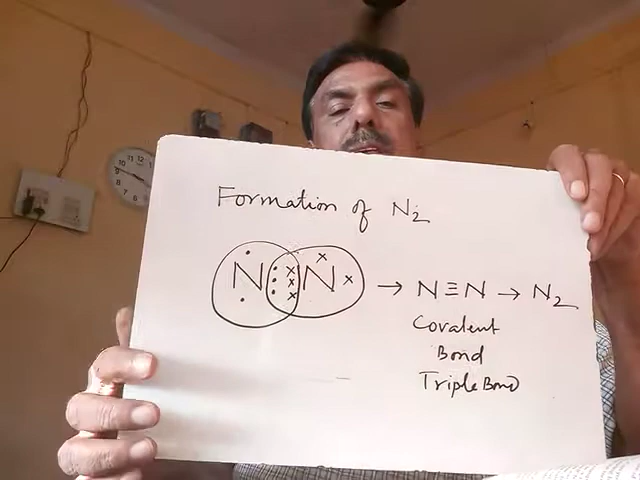 Formation of N2
N N → N≡N → N2
Covalent
Bond
Triple Bond